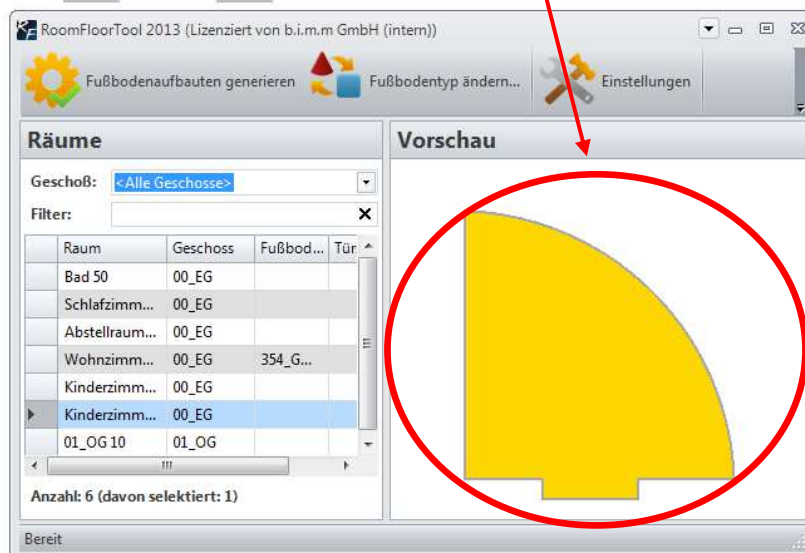 RoomFloorTool 2013 (Lizenziert von b.i.m.m GmbH (intern))
Fußbodenaufbauten generieren Fußbodentyp ändern... Einstellungen
Räume
Geschoß: <Alle Geschosse>
Filter:
Raum Geschoss Fußbod... Tür
Bad 50 00_EG
Schlafzimm... 00_EG
Abstellraum... 00_EG
Wohnzimm... 00_EG 354_G...
Kinderzimm... 00_EG
Kinderzimm... 00_EG
01_OG 10 01_OG
Anzahl: 6 (davon selektiert: 1)
Vorschau
Bereit